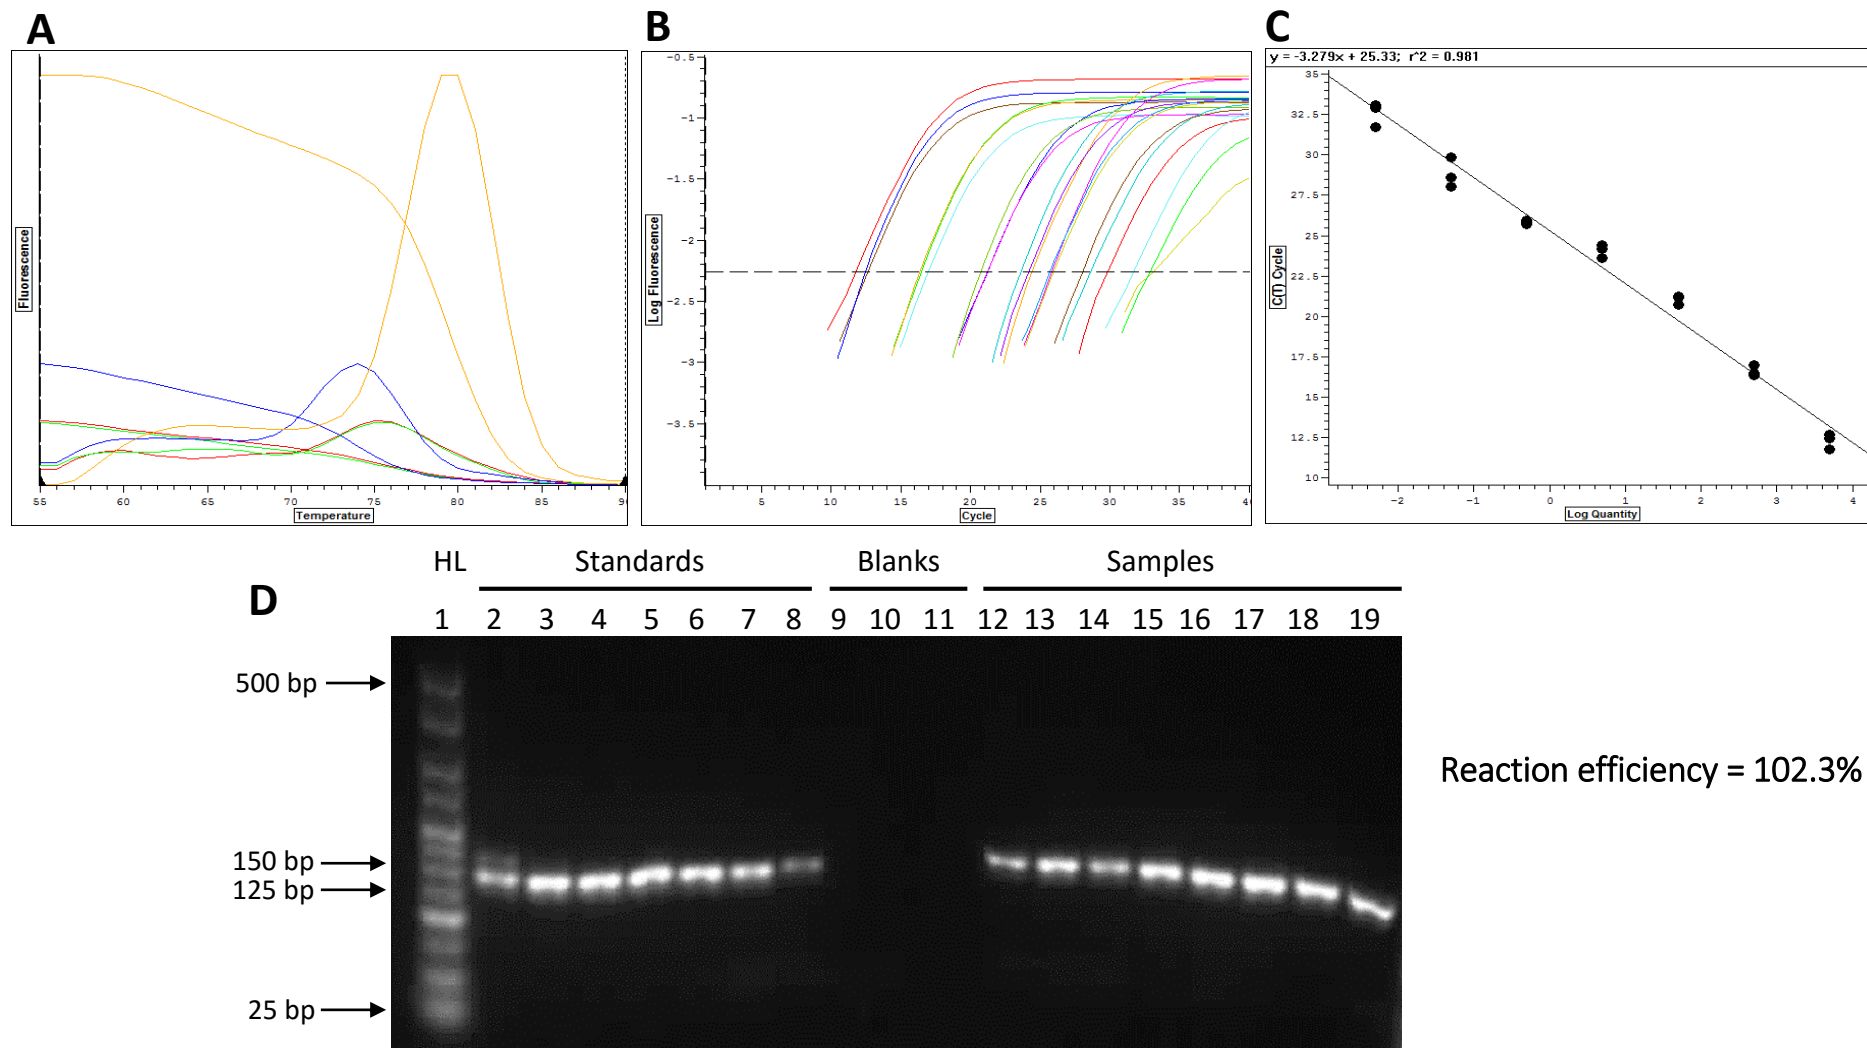 A
Fluorescence
55 60 65 70 75 80 85 9
Temperature
B
-0.5
-1
-1.5
-2
-2.5
-3
-3.5
Log Fluorescence
5 10 15 20 25 30 35 4
Cycle
C
y = -3.279x + 25.33; r^2 = 0.981
35
32.5
30
27.5
25
22.5
20
17.5
15
12.5
10
C(T) Cycle
-2 -1 0 1 2 3 4
Log Quantity
D
HL Standards Blanks Samples
1 2 3 4 5 6 7 8 9 10 11 12 13 14 15 16 17 18 19
500 bp
150 bp
125 bp
25 bp
Reaction efficiency = 102.3%